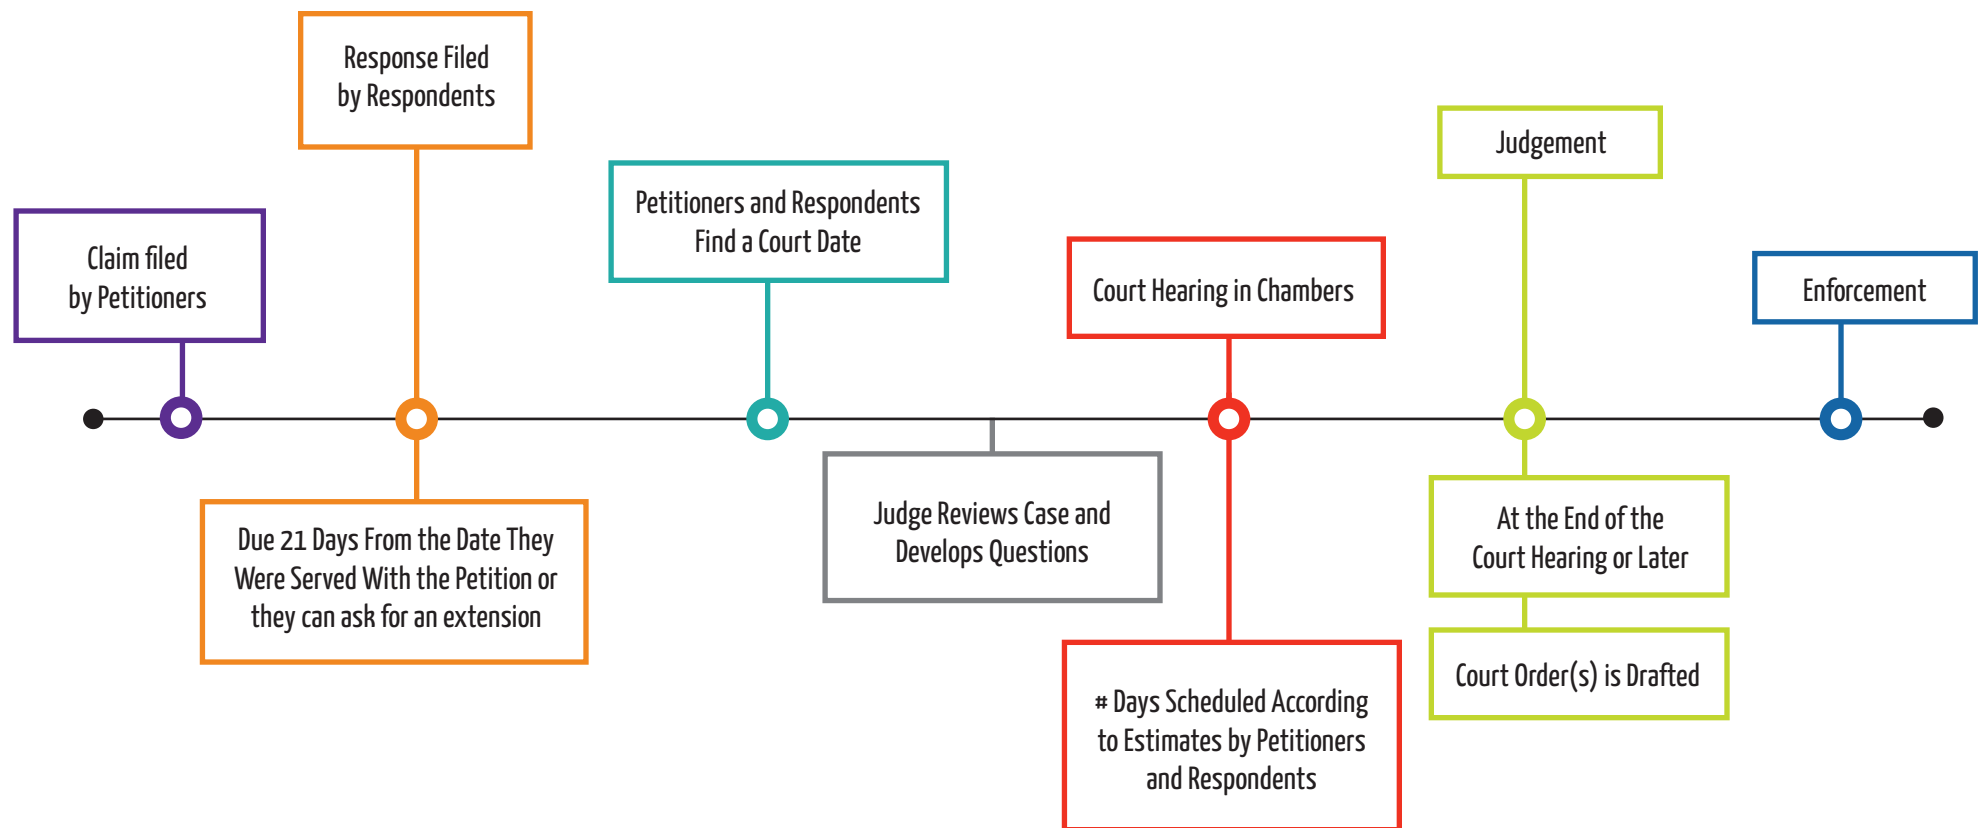 Claim filed
by Petitioners
Response Filed
by Respondents
Due 21 Days From the Date They
Were Served With the Petition or
they can ask for an extension
Petitioners and Respondents
Find a Court Date
Judge Reviews Case and
Develops Questions
Court Hearing in Chambers
# Days Scheduled According
to Estimates by Petitioners
and Respondents
Judgement
At the End of the
Court Hearing or Later
Court Order(s) is Drafted
Enforcement